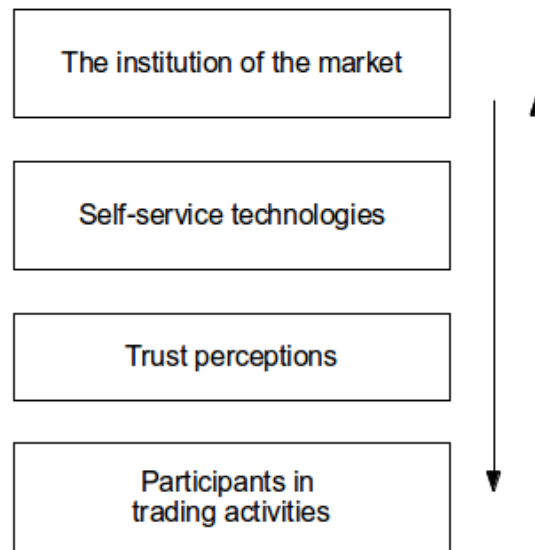 The institution of the market
Self-service technologies
Trust perceptions
Participants in
trading activities